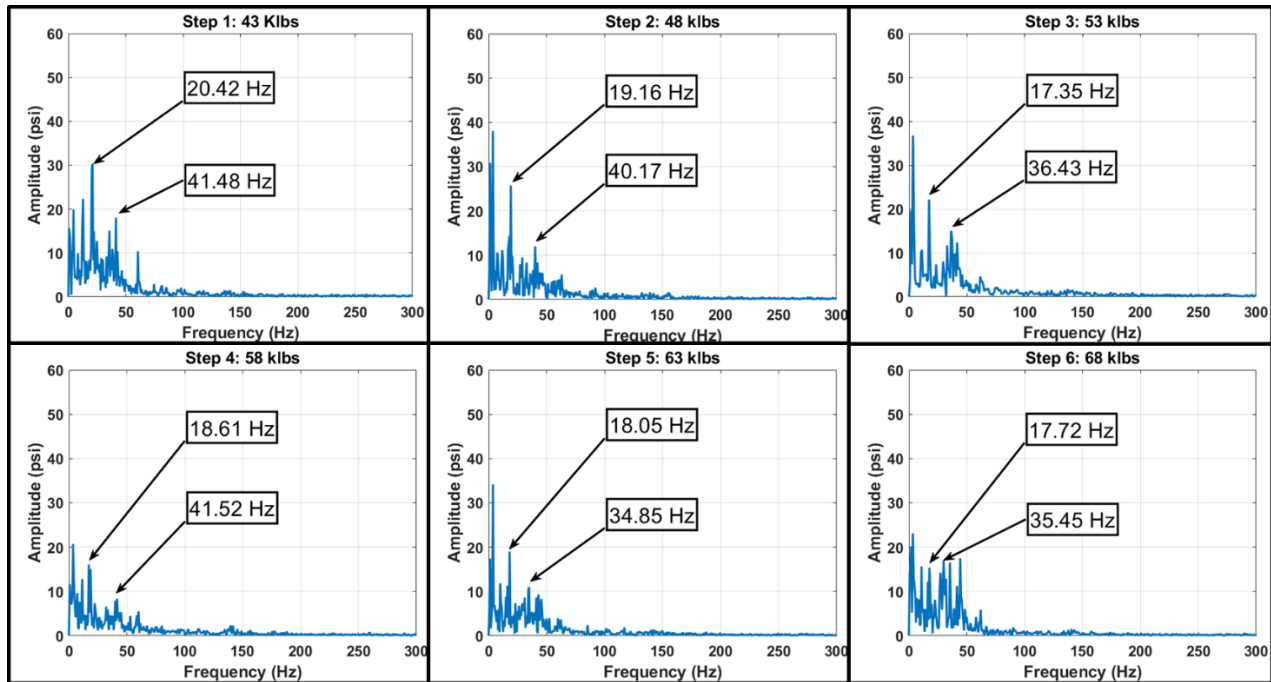 Step 1: 43 Klbs
60
50
40
30
20
10
0
Amplitude (psi)
20.42 Hz
41.48 Hz
0 50 100 150 200 250 300
Frequency (Hz)
Step 2: 48 klbs
60
50
40
30
20
10
0
Amplitude (psi)
19.16 Hz
40.17 Hz
0 50 100 150 200 250 300
Frequency (Hz)
Step 3: 53 klbs
60
50
40
30
20
10
0
Amplitude (psi)
17.35 Hz
36.43 Hz
0 50 100 150 200 250 300
Frequency (Hz)
Step 4: 58 klbs
60
50
40
30
20
10
0
Amplitude (psi)
18.61 Hz
41.52 Hz
0 50 100 150 200 250 300
Frequency (Hz)
Step 5: 63 klbs
60
50
40
30
20
10
0
Amplitude (psi)
18.05 Hz
34.85 Hz
0 50 100 150 200 250 300
Frequency (Hz)
Step 6: 68 klbs
60
50
40
30
20
10
0
Amplitude (psi)
17.72 Hz
35.45 Hz
0 50 100 150 200 250 300
Frequency (Hz)